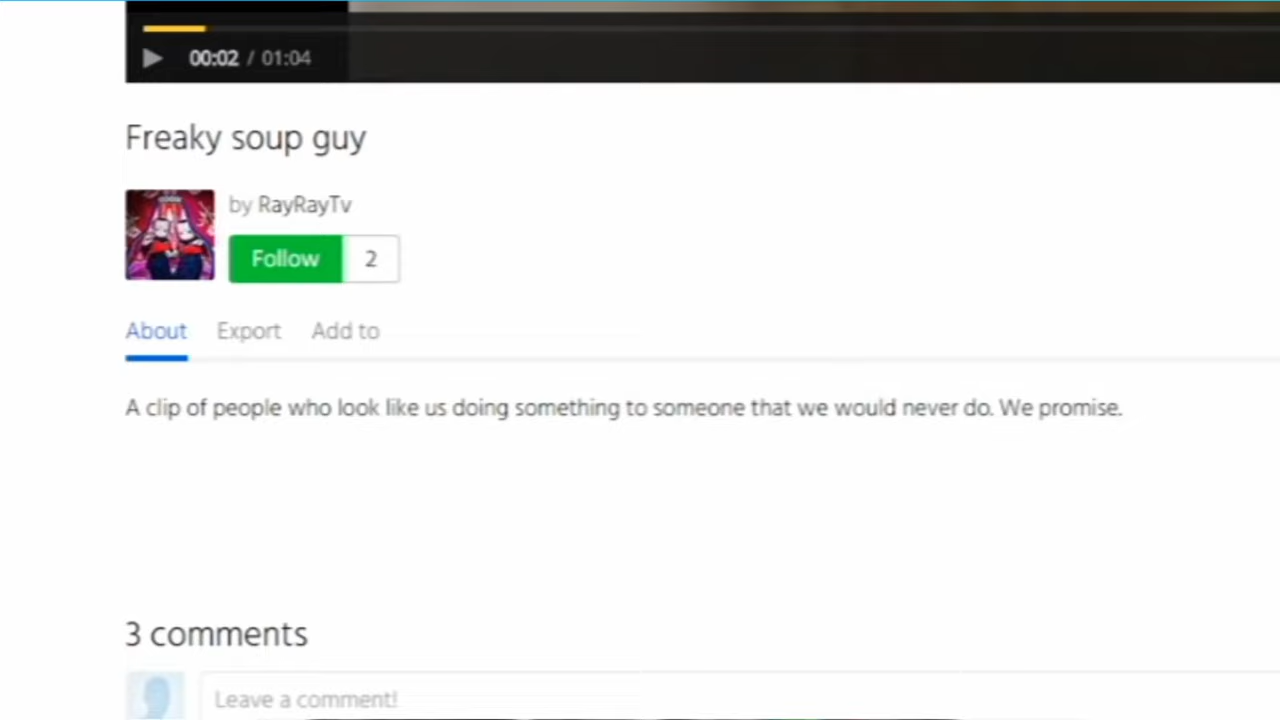 00:02 / 01:04
Freaky soup guy
by RayRayTv
Follow 2
About Export Add to
A clip of people who look like us doing something to someone that we would never do. We promise.
3 comments
Leave a comment!